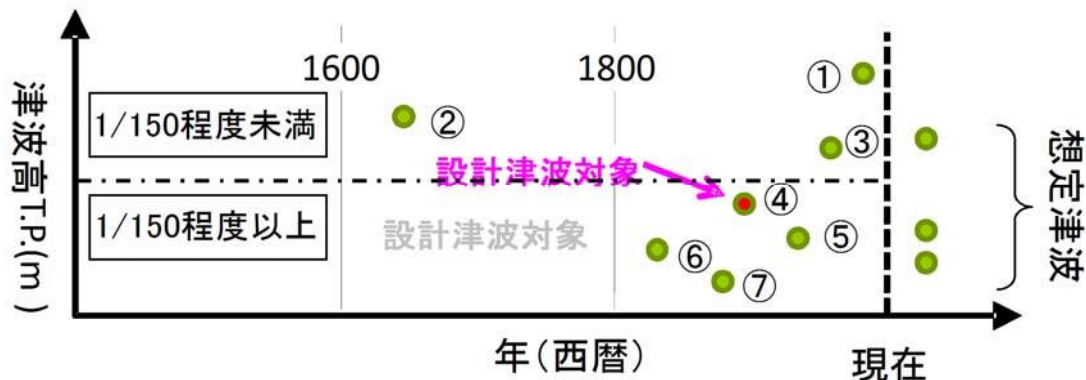 1600
1800
津波高T.P.(m)
1/150程度未満
1/150程度以上
①
②
③
設計津波対象
④
設計津波対象
⑤
⑥
⑦
想定津波
年(西暦)
現在